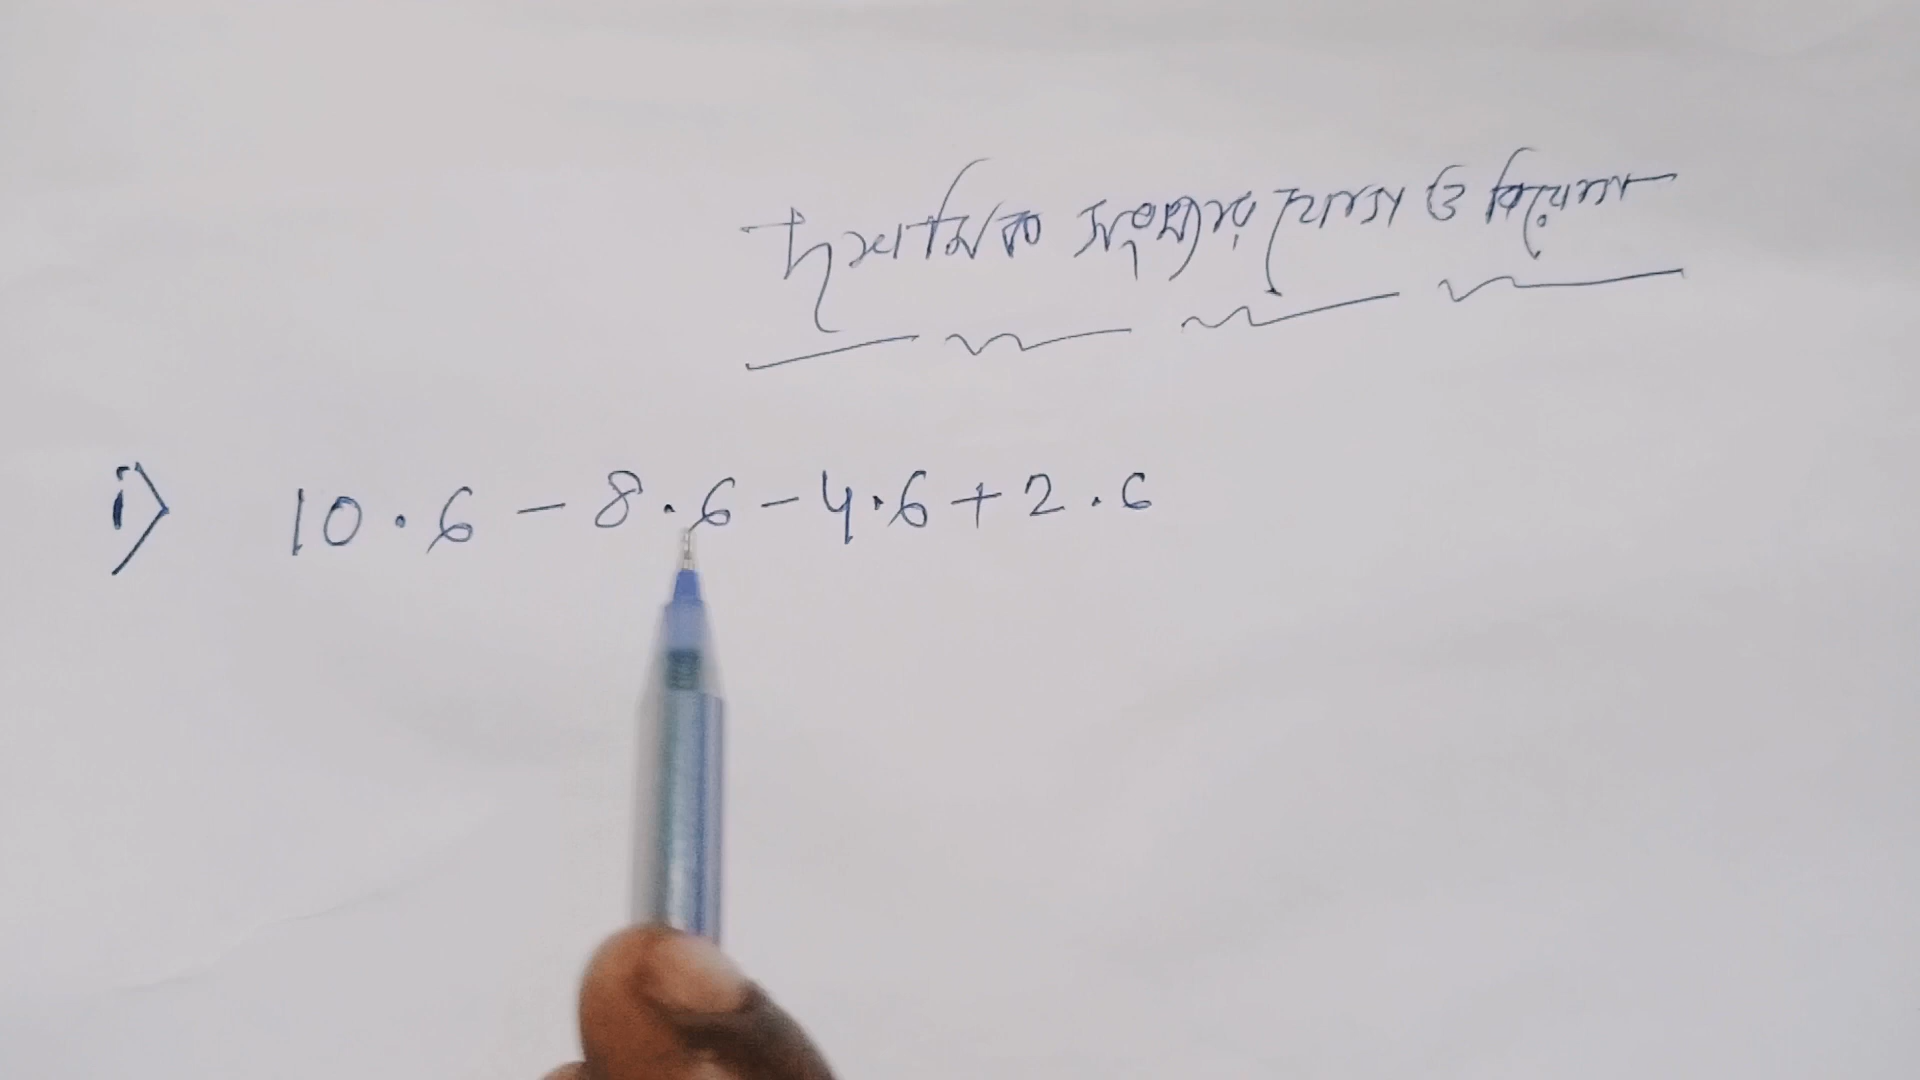 দশমিক সংখ্যার যোগ ও বিয়োগ
i) 10.6 - 8.6 - 4.6 + 2.6